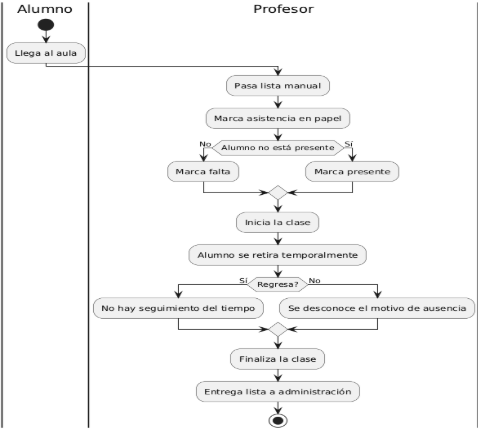 Alumno
Profesor
Llega al aula
Pasa lista manual
Marca asistencia en papel
No
Alumno no está presente
Sí
Marca falta
Marca presente
Inicia la clase
Alumno se retira temporalmente
Sí
Regresa?
No
No hay seguimiento del tiempo
Se desconoce el motivo de ausencia
Finaliza la clase
Entrega lista a administración